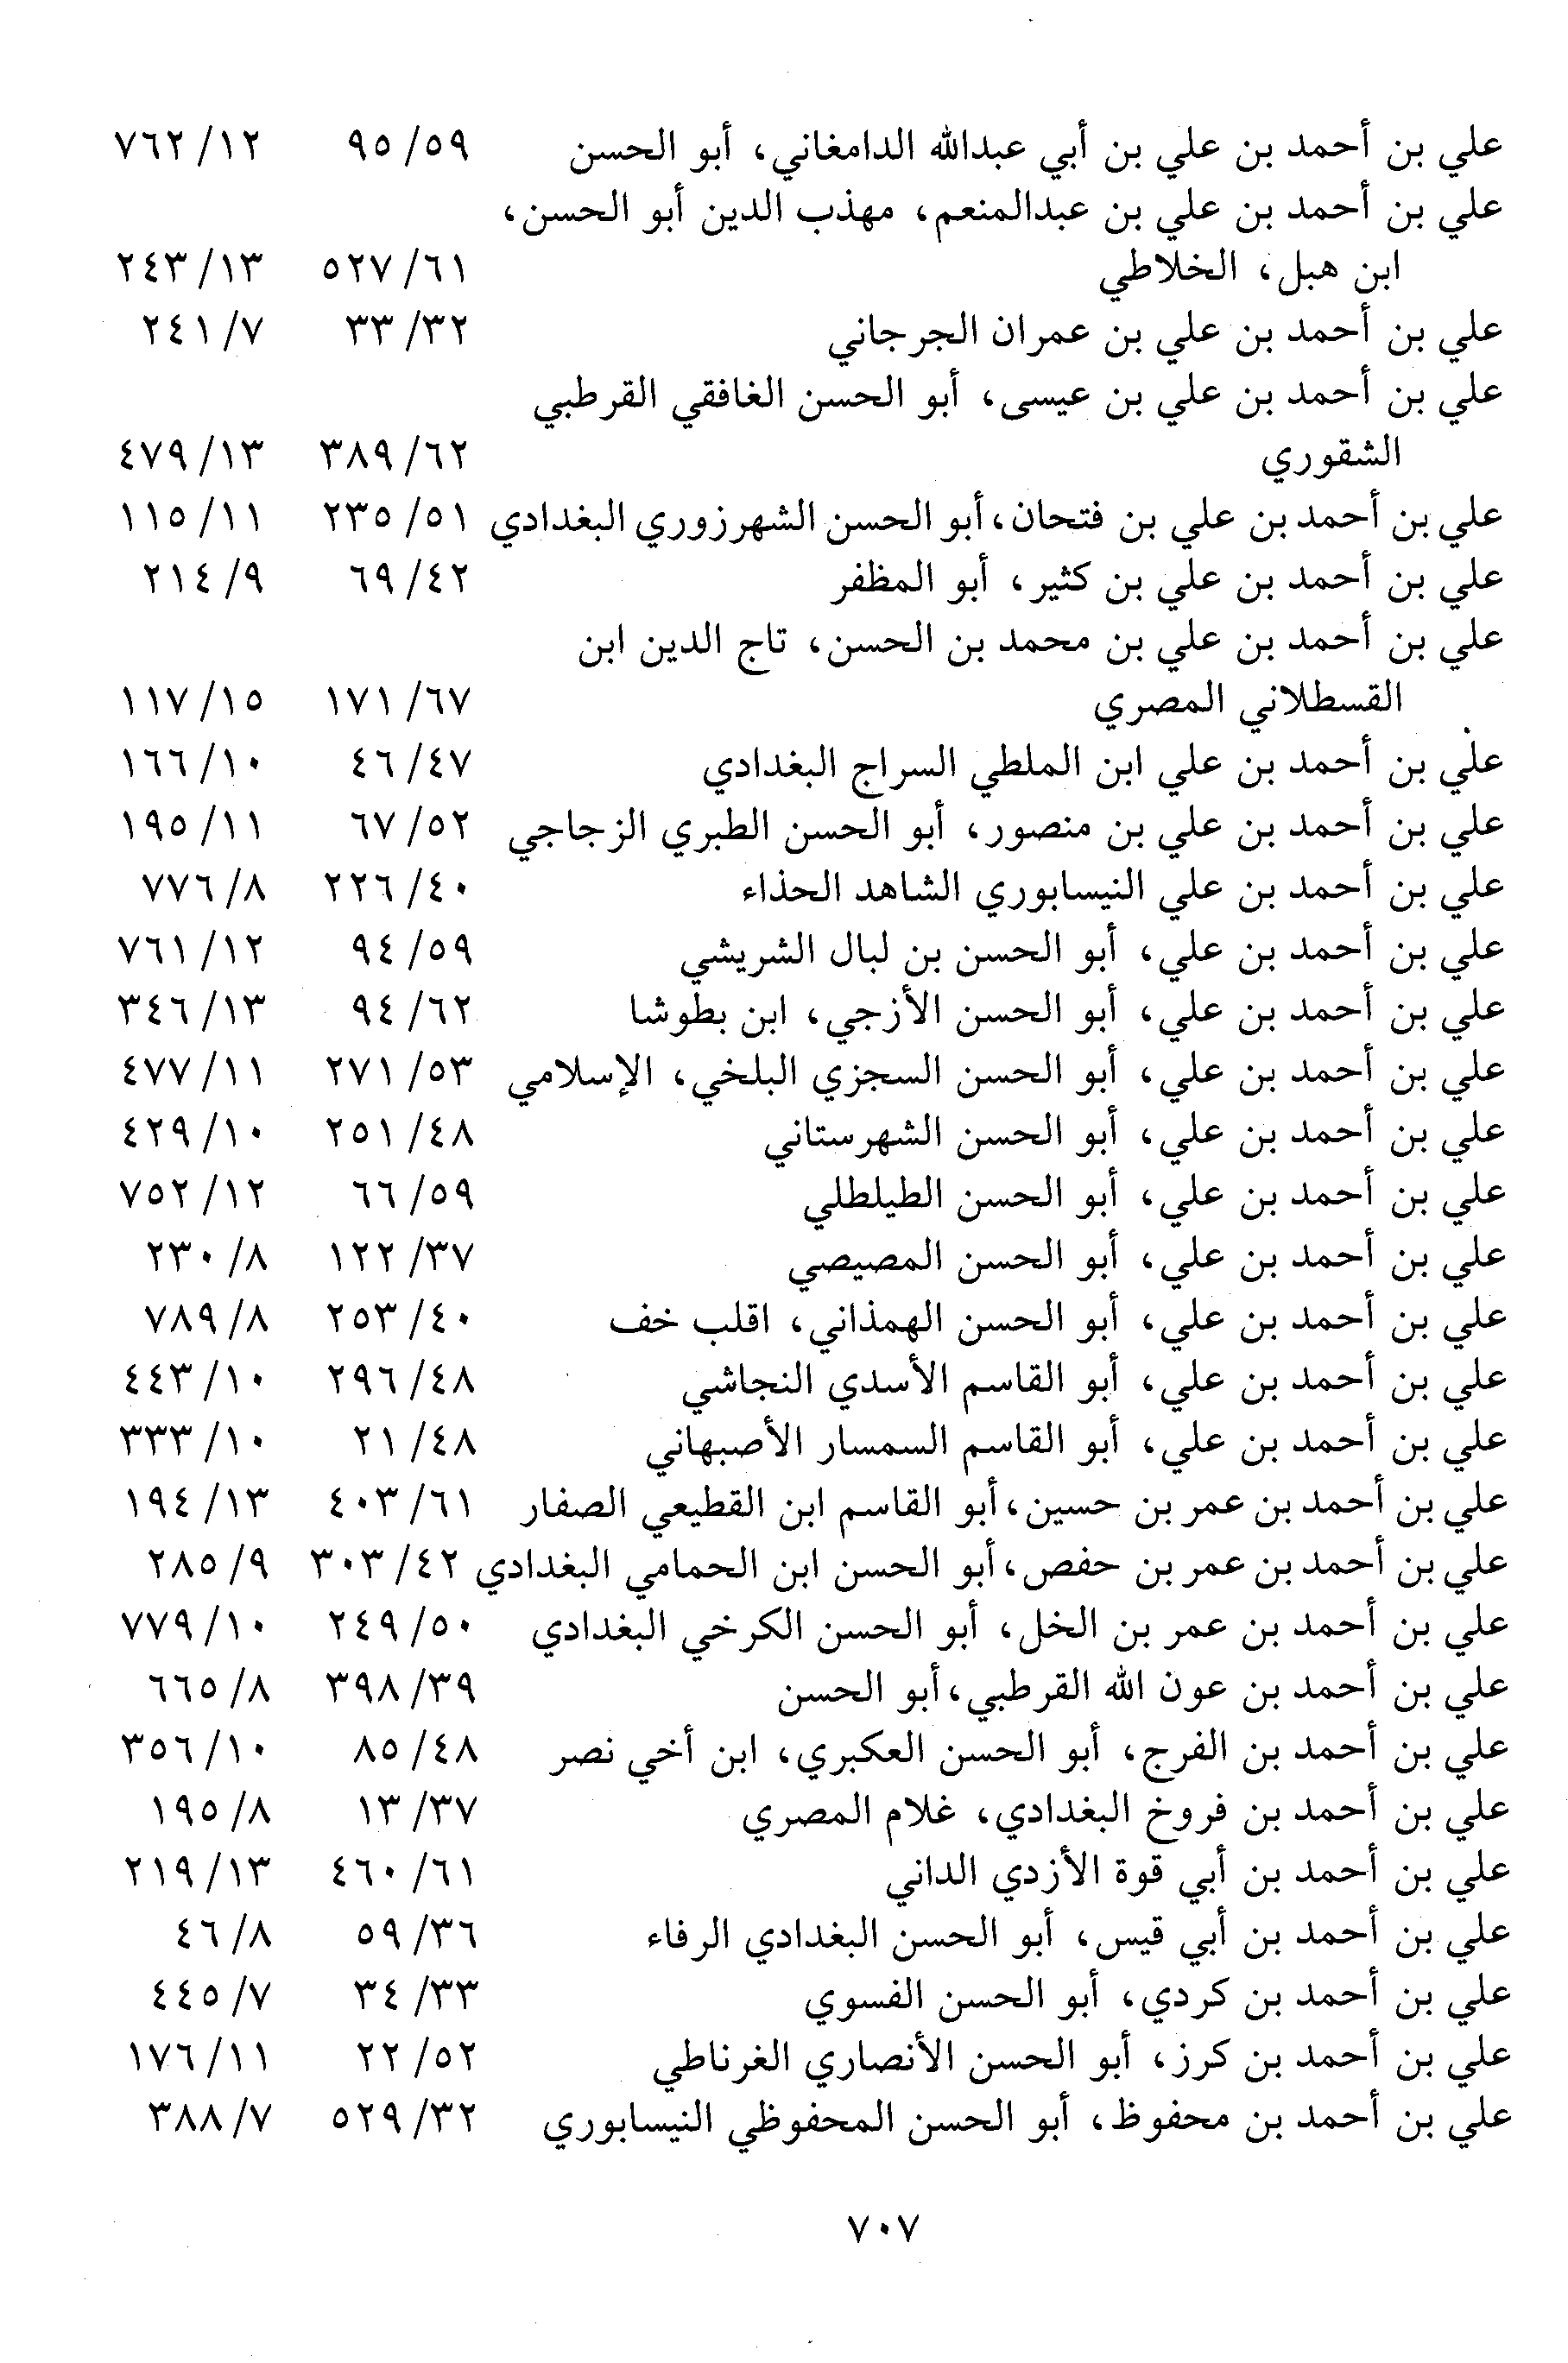 علي بن أحمد بن علي بن أبي عبدالله الدامغاني، أبو الحسن ٥٩/ ٩٥ ١٢/ ٧٦٢
علي بن أحمد بن علي بن عبدالمنعم، مهذب الدين أبو الحسن،
ابن هبل، الخلاطي ٦١/ ٥٢٧ ١٣/ ٢٤٣
علي بن أحمد بن علي بن عمران الجرجاني ٣٢/ ٣٣ ٧/ ٢٤١
علي بن أحمد بن علي بن عيسى، أبو الحسن الغافقي القرطبي
الشقوري ٦٢/ ٣٨٩ ١٣/ ٤٧٩
علي بن أحمد بن علي بن فتحان، أبو الحسن الشهرزوري البغدادي ٥١/ ٢٣٥ ١١/ ١١٥
علي بن أحمد بن علي بن كثير، أبو المظفر ٤٢/ ٦٩ ٩/ ٢١٤
علي بن أحمد بن علي بن محمد بن الحسن، تاج الدين ابن
القسطلاني المصري ٦٧/ ١٧١ ١٥/ ١١٧
علي بن أحمد بن علي ابن الملطي السراج البغدادي ٤٧/ ٤٦ ١٠/ ١٦٦
علي بن أحمد بن علي بن منصور، أبو الحسن الطبري الزجاجي ٥٢/ ٦٧ ١١/ ١٩٥
علي بن أحمد بن علي النيسابوري الشاهد الحذاء ٤٠/ ٢٢٦ ٨/ ٧٧٦
علي بن أحمد بن علي، أبو الحسن بن لبال الشريشي ٥٩/ ٩٤ ١٢/ ٧٦١
علي بن أحمد بن علي، أبو الحسن الأزجي، ابن بطوشا ٦٢/ ٩٤ ١٣/ ٣٤٦
علي بن أحمد بن علي، أبو الحسن السجزي البلخي، الإسلامي ٥٣/ ٢٧١ ١١/ ٤٧٧
علي بن أحمد بن علي، أبو الحسن الشهرستاني ٤٨/ ٢٥١ ١٠/ ٤٢٩
علي بن أحمد بن علي، أبو الحسن الطيلطلي ٥٩/ ٦٦ ١٢/ ٧٥٢
علي بن أحمد بن علي، أبو الحسن المصيصي ٣٧/ ١٢٢ ٨/ ٢٣٠
علي بن أحمد بن علي، أبو الحسن الهمذاني، اقلب خف ٤٠/ ٢٥٣ ٨/ ٧٨٩
علي بن أحمد بن علي، أبو القاسم الأسدي النجاشي ٤٨/ ٢٩٦ ١٠/ ٤٤٣
علي بن أحمد بن علي، أبو القاسم السمسار الأصبهاني ٤٨/ ٢١ ١٠/ ٣٣٣
علي بن أحمد بن عمر بن حسين، أبو القاسم ابن القطيعي الصفار ٦١/ ٤٠٣ ١٣/ ١٩٤
علي بن أحمد بن عمر بن حفص، أبو الحسن ابن الحمامي البغدادي ٤٢/ ٣٠٣ ٩/ ٢٨٥
علي بن أحمد بن عمر بن الخل، أبو الحسن الكرخي البغدادي ٥٠/ ٢٤٩ ١٠/ ٧٧٩
علي بن أحمد بن عون الله القرطبي، أبو الحسن ٣٩/ ٣٩٨ ٨/ ٦٦٥
علي بن أحمد بن الفرج، أبو الحسن العكبري، ابن أخي نصر ٤٨/ ٨٥ ١٠/ ٣٥٦
علي بن أحمد بن فروخ البغدادي، غلام المصري ٣٧/ ١٣ ٨/ ١٩٥
علي بن أحمد بن أبي قوة الأزدي الداني ٦١/ ٤٦٠ ١٣/ ٢١٩
علي بن أحمد بن أبي قيس، أبو الحسن البغدادي الرفاء ٣٦/ ٥٩ ٨/ ٤٦
علي بن أحمد بن كردي، أبو الحسن الفسوي ٣٣/ ٣٤ ٧/ ٤٤٥
علي بن أحمد بن كرز، أبو الحسن الأنصاري الغرناطي ٥٢/ ٢٢ ١١/ ١٧٦
علي بن أحمد بن محفوظ، أبو الحسن المحفوظي النيسابوري ٣٢/ ٥٢٩ ٧/ ٣٨٨
٧٠٧